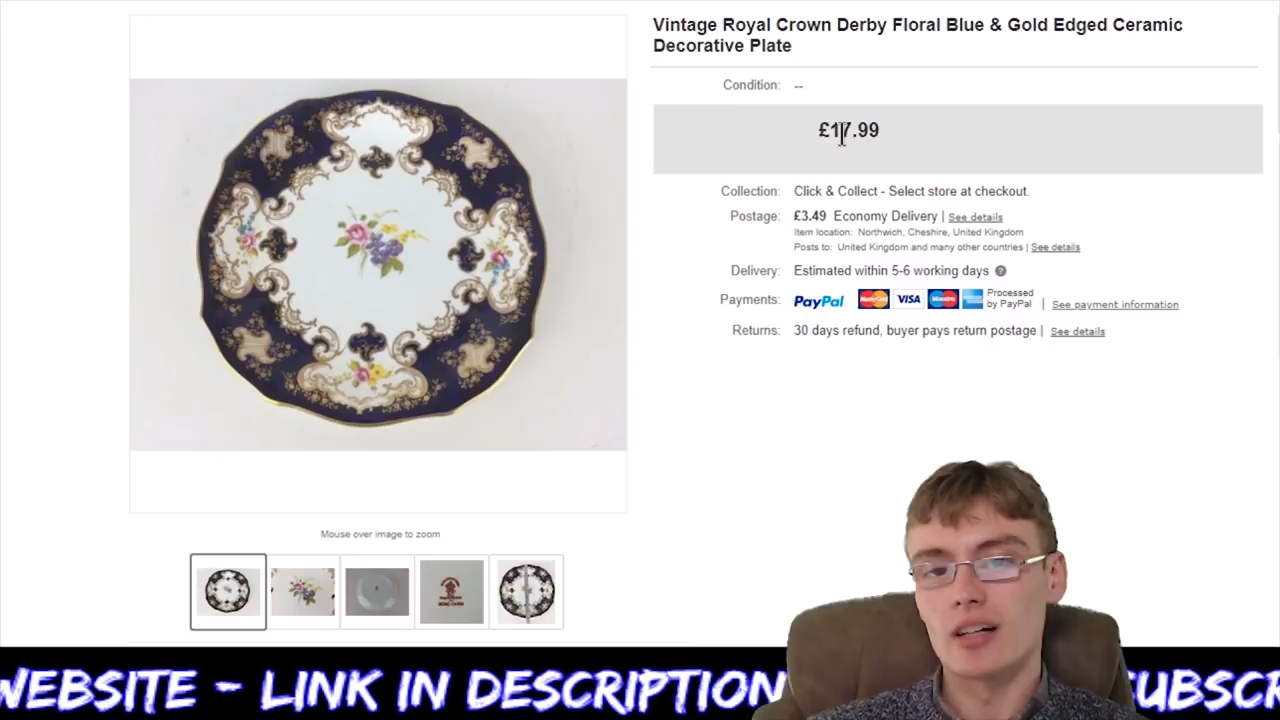 Vintage Royal Crown Derby Floral Blue & Gold Edged Ceramic
Decorative Plate
Condition: --
£17.99
Collection: Click & Collect - Select store at checkout.
Postage: £3.49 Economy Delivery | See details
Item location: Northwich, Cheshire, United Kingdom
Posts to: United Kingdom and many other countries | See details
Delivery: Estimated within 5-6 working days
Payments: PayPal MasterCard VISA Maestro Processed by PayPal | See payment information
Returns: 30 days refund, buyer pays return postage | See details
Mouse over image to zoom
WEBSITE - LINK IN DESCRIPTION SUBSCR